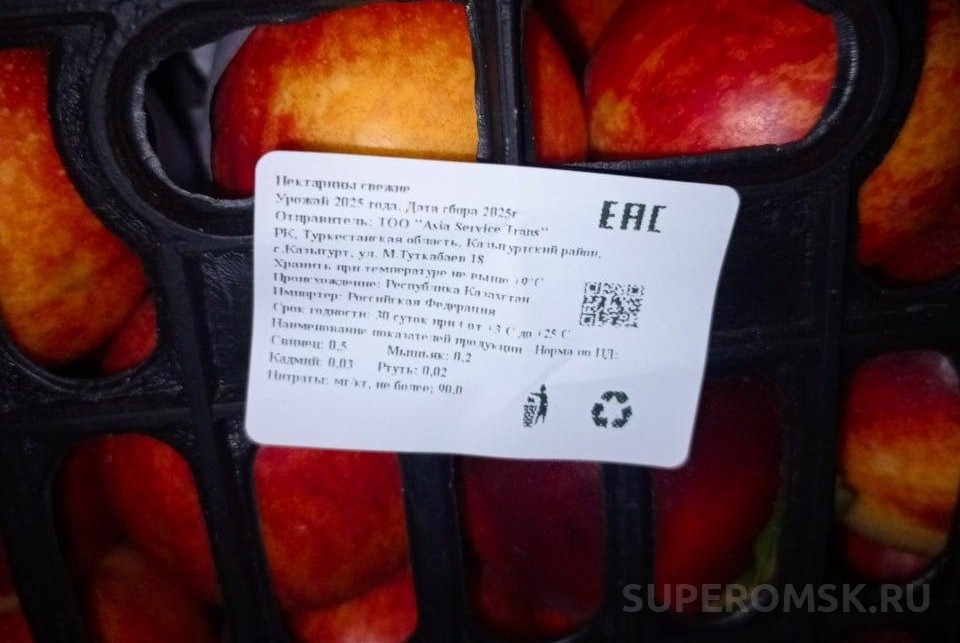 Нектарины свежие
Урожай 2025 года. Дата сбора 2025г
Отправитель: ТОО "Asia Service Trans"
РК, Туркестанская область, Казыгуртский район,
г.Казыгурт, ул. М.Туткабаев 18
Хранить при температуре не выше +9°С
Происхождение: Республика Казахстан
Импортер: Российская Федерация
Срок годности: 30 суток при t от +3 С до +25 С
Наименование показателей продукции Норма по НД:
Свинец: 0,5 Мышьяк: 0,2
Кадмий: 0,03 Ртуть: 0,02
Нитраты: мг/кг, не более; 90,0
EAC
SUPEROMSK.RU